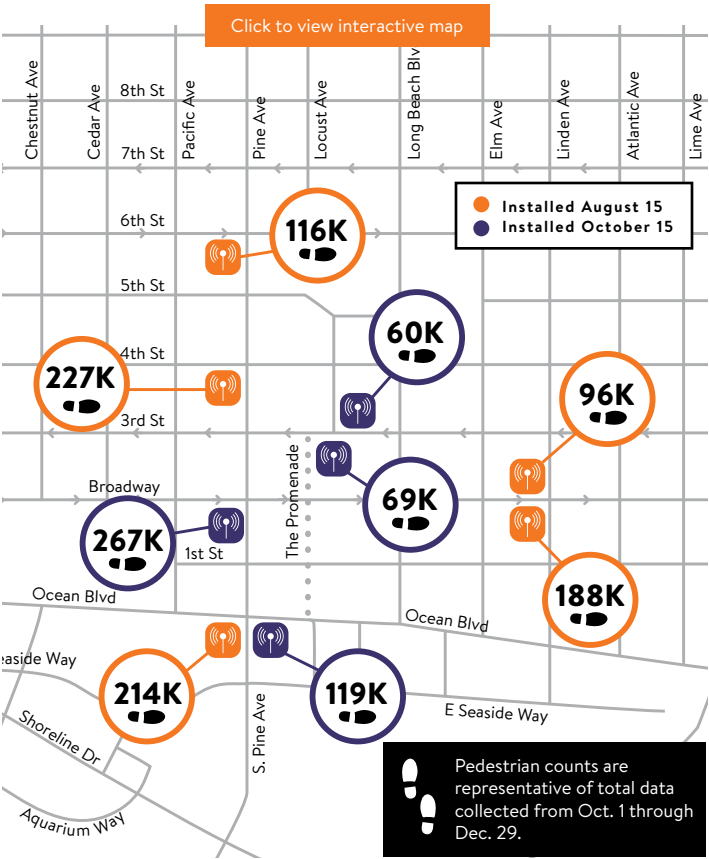 Click to view interactive map
Chestnut Ave
Cedar Ave
Pacific Ave
Pine Ave
Locust Ave
Long Beach Blv
Elm Ave
Linden Ave
Atlantic Ave
Lime Ave
8th St
7th St
6th St
Installed August 15
Installed October 15
116K
5th St
60K
4th St
227K
96K
3rd St
The Promenade
Broadway
69K
267K
1st St
188K
Ocean Blvd
Ocean Blvd
easide Way
214K
119K
E Seaside Way
S. Pine Ave
Shoreline Dr
Aquarium Way
Pedestrian counts are
representative of total data
collected from Oct. 1 through
Dec. 29.